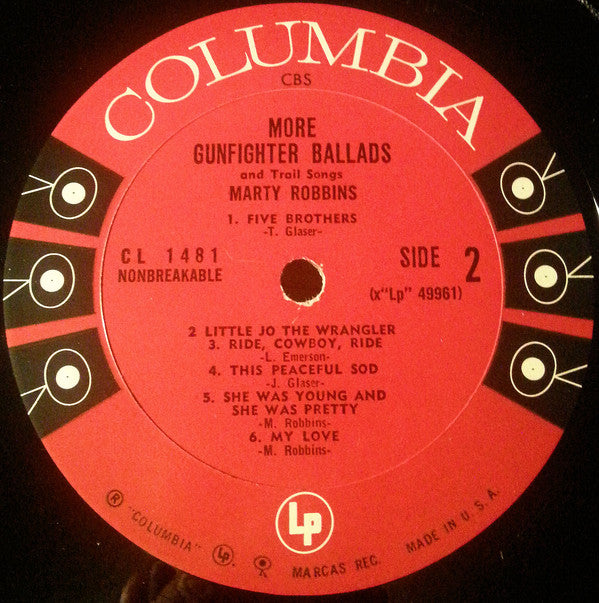 COLUMBIA
CBS
MORE
GUNFIGHTER BALLADS
and Trail Songs
MARTY ROBBINS
1. FIVE BROTHERS
-T. Glaser-
CL 1481
NONBREAKABLE
SIDE 2
(x"Lp" 49961)
2 LITTLE JO THE WRANGLER
3. RIDE, COWBOY, RIDE
-L. Emerson-
4. THIS PEACEFUL SOD
-J. Glaser-
5. SHE WAS YOUNG AND
SHE WAS PRETTY
-M. Robbins-
6. MY LOVE
-M. Robbins-
Lp
® "COLUMBIA" Lp MARCAS REG. MADE IN U.S.A.